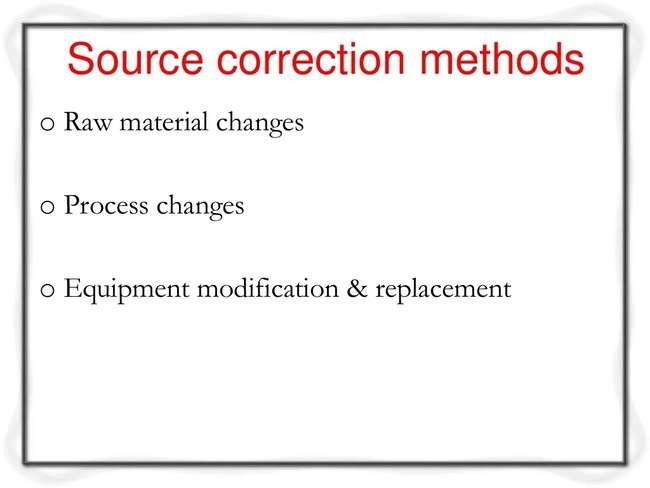 Source correction methods
o Raw material changes
o Process changes
o Equipment modification & replacement